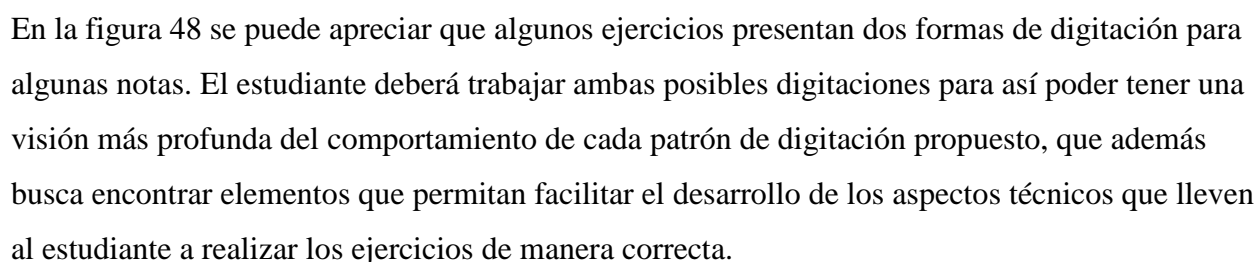 En la figura 48 se puede apreciar que algunos ejercicios presentan dos formas de digitación para
algunas notas. El estudiante deberá trabajar ambas posibles digitaciones para así poder tener una
visión más profunda del comportamiento de cada patrón de digitación propuesto, que además
busca encontrar elementos que permitan facilitar el desarrollo de los aspectos técnicos que lleven
al estudiante a realizar los ejercicios de manera correcta.